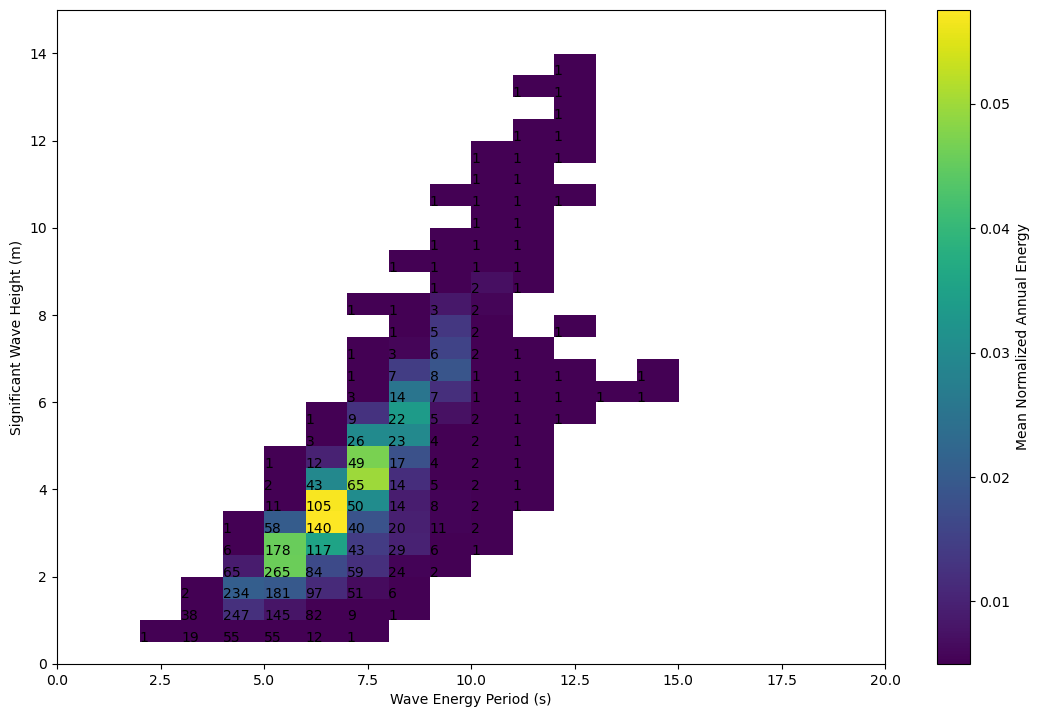 Significant Wave Height (m)
14
12
10
8
6
4
2
0
1
1 1
1
1 1
1 1 1
1 1
1 1 1 1
1 1
1 1 1
1 1 1 1
1 2 1
1 1 3 2
1 5 2 1
1 3 6 2 1
1 7 8 1 1 1 1
3 14 7 1 1 1 1 1
1 9 22 5 2 1 1
3 26 23 4 2 1
1 12 49 17 4 2 1
2 43 65 14 5 2 1
11 105 50 14 8 2 1
1 58 140 40 20 11 2
6 178 117 43 29 6 1
65 265 84 59 24 2
2 234 181 97 51 6
38 247 145 82 9 1
1 19 55 55 12 1
0.0 2.5 5.0 7.5 10.0 12.5 15.0 17.5 20.0
Wave Energy Period (s)
0.05
0.04
0.03
0.02
0.01
Mean Normalized Annual Energy